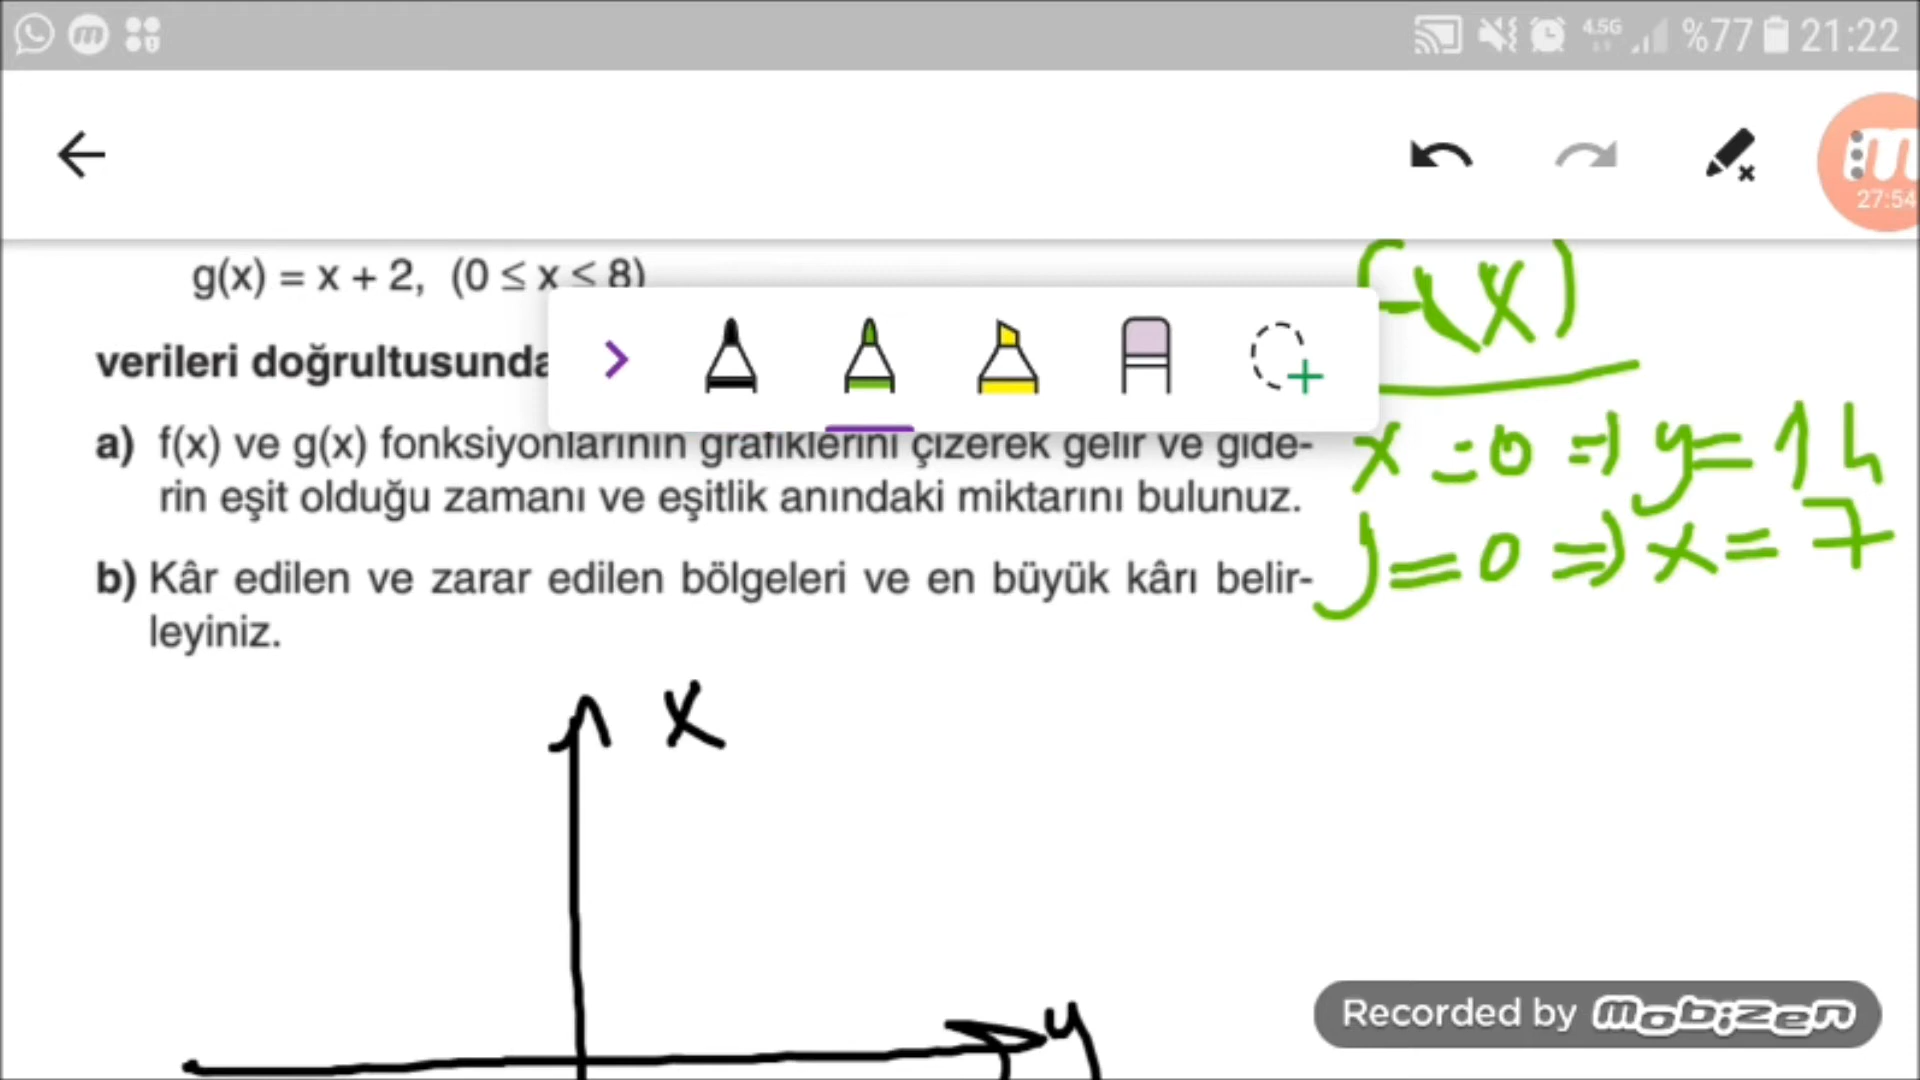 %77 21:22
4.5G
27:54
g(x) = x + 2, (0 ≤ x ≤ 8)
verileri doğrultusunda
(x)
a) f(x) ve g(x) fonksiyonlarının grafiklerini çizerek gelir ve gide-
rin eşit olduğu zamanı ve eşitlik anındaki miktarını bulunuz.
x = 0 ⇒ y = 14
y = 0 ⇒ x = 7
b) Kâr edilen ve zarar edilen bölgeleri ve en büyük kârı belir-
leyiniz.
x
y
Recorded by mobizen